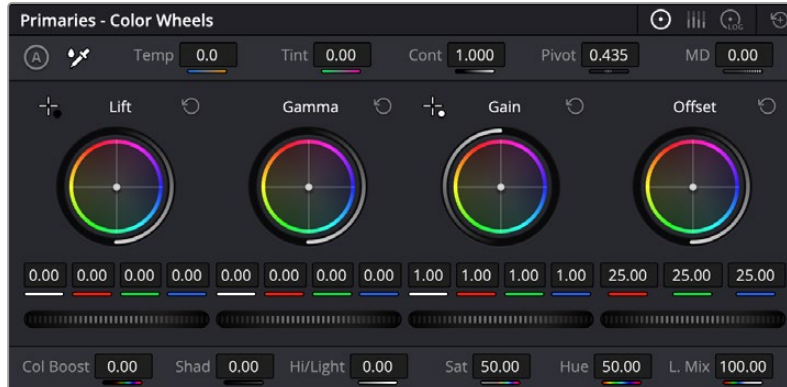 Primaries - Color Wheels
LOG
A Temp 0.0 Tint 0.00 Cont 1.000 Pivot 0.435 MD 0.00
Lift Gamma Gain Offset
0.00 0.00 0.00 0.00 0.00 0.00 0.00 0.00 1.00 1.00 1.00 1.00 25.00 25.00 25.00
Col Boost 0.00 Shad 0.00 Hi/Light 0.00 Sat 50.00 Hue 50.00 L. Mix 100.00